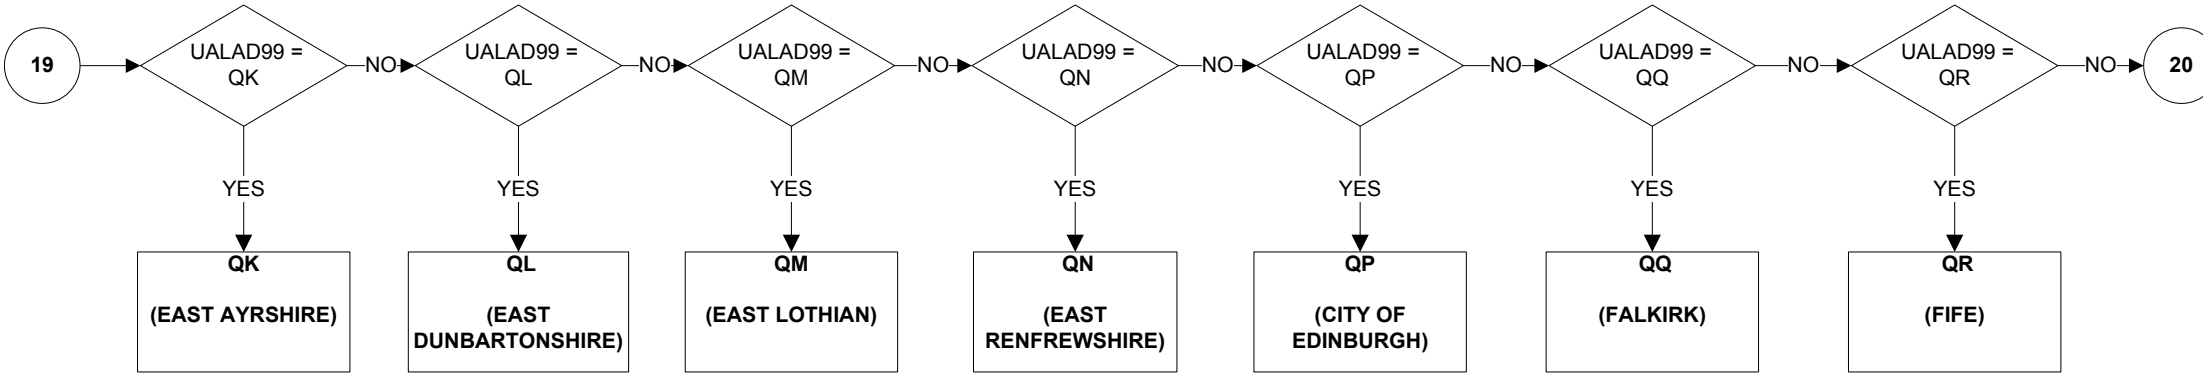 19
UALAD99 =
QK
NO
UALAD99 =
QL
NO
UALAD99 =
QM
NO
UALAD99 =
QN
NO
UALAD99 =
QP
NO
UALAD99 =
QQ
NO
UALAD99 =
QR
NO
20
YES
YES
YES
YES
YES
YES
YES
QK
(EAST AYRSHIRE)
QL
(EAST
DUNBARTONSHIRE)
QM
(EAST LOTHIAN)
QN
(EAST
RENFREWSHIRE)
QP
(CITY OF
EDINBURGH)
QQ
(FALKIRK)
QR
(FIFE)